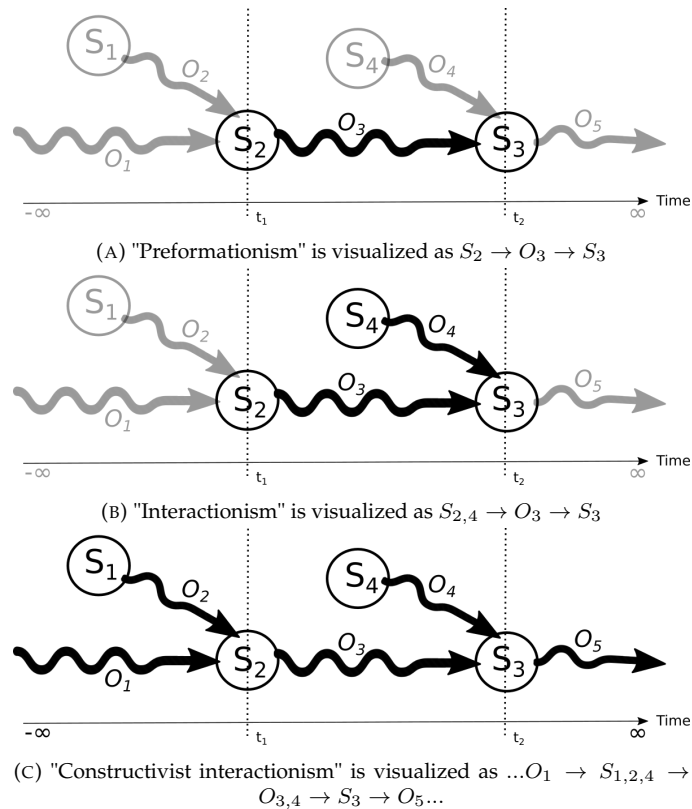 S₁ O₂ S₄ O₄
O₁ S₂ O₃ S₃ O₅
-∞ t₁ t₂ ∞ Time
(A) "Preformationism" is visualized as S₂ → O₃ → S₃
S₁ O₂ S₄ O₄
O₁ S₂ O₃ S₃ O₅
-∞ t₁ t₂ ∞ Time
(B) "Interactionism" is visualized as S₂,₄ → O₃ → S₃
S₁ O₂ S₄ O₄
O₁ S₂ O₃ S₃ O₅
-∞ t₁ t₂ ∞ Time
(C) "Constructivist interactionism" is visualized as ...O₁ → S₁,₂,₄ →
O₃,₄ → S₃ → O₅...